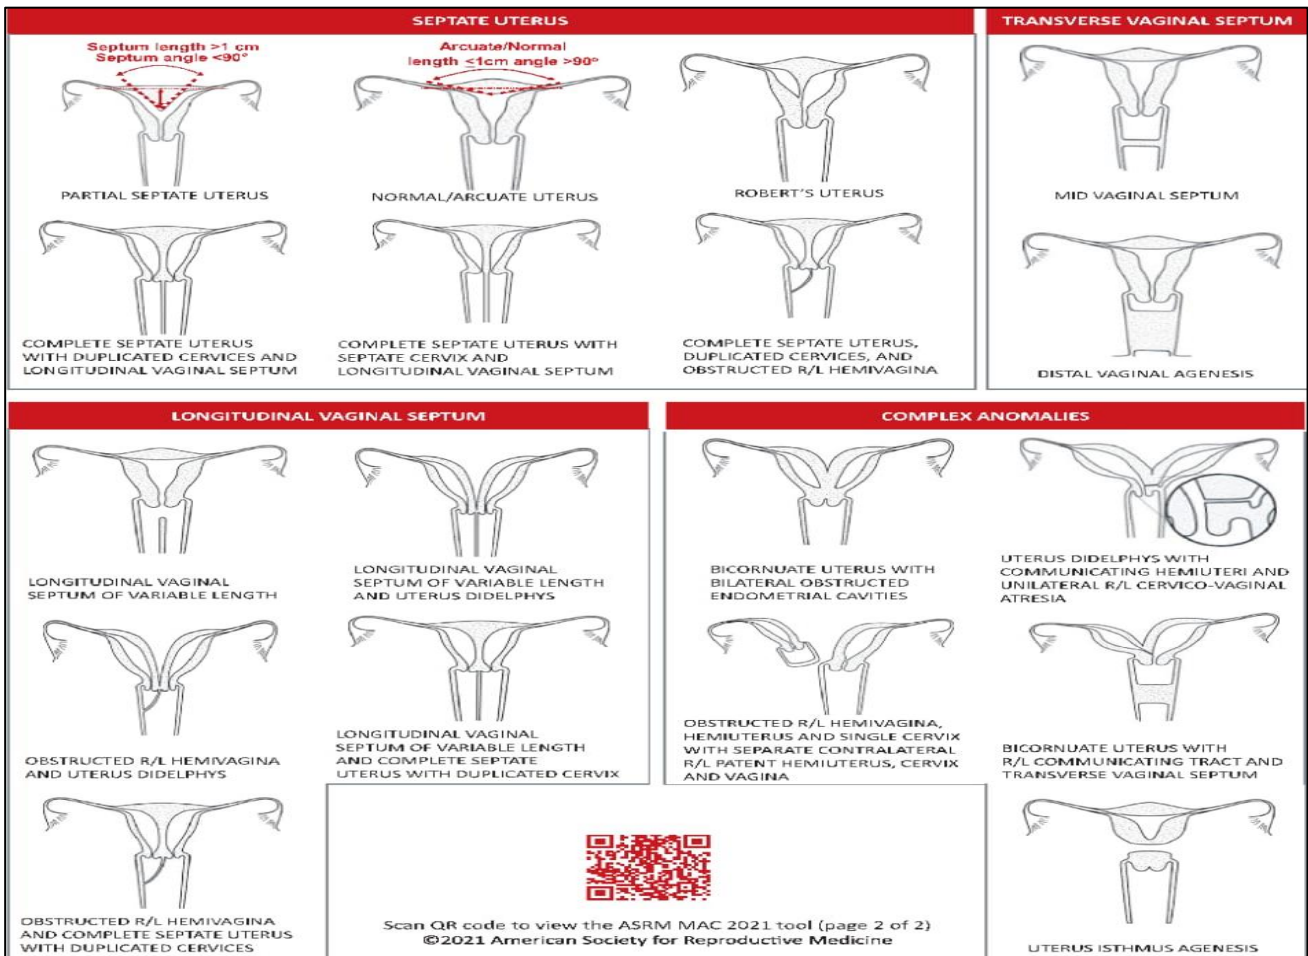 SEPTATE UTERUS
Septum length >1 cm
Septum angle <90°
PARTIAL SEPTATE UTERUS
Arcuate/Normal
length ≤1cm angle >90°
NORMAL/ARCUATE UTERUS
ROBERT'S UTERUS
COMPLETE SEPTATE UTERUS
WITH DUPLICATED CERVICES AND
LONGITUDINAL VAGINAL SEPTUM
COMPLETE SEPTATE UTERUS WITH
SEPTATE CERVIX AND
LONGITUDINAL VAGINAL SEPTUM
COMPLETE SEPTATE UTERUS,
DUPLICATED CERVICES, AND
OBSTRUCTED R/L HEMIVAGINA
TRANSVERSE VAGINAL SEPTUM
MID VAGINAL SEPTUM
DISTAL VAGINAL AGENESIS
LONGITUDINAL VAGINAL SEPTUM
LONGITUDINAL VAGINAL
SEPTUM OF VARIABLE LENGTH
LONGITUDINAL VAGINAL
SEPTUM OF VARIABLE LENGTH
AND UTERUS DIDELPHYS
OBSTRUCTED R/L HEMIVAGINA
AND UTERUS DIDELPHYS
LONGITUDINAL VAGINAL
SEPTUM OF VARIABLE LENGTH
AND COMPLETE SEPTATE
UTERUS WITH DUPLICATED CERVIX
OBSTRUCTED R/L HEMIVAGINA
AND COMPLETE SEPTATE UTERUS
WITH DUPLICATED CERVICES
COMPLEX ANOMALIES
BICORNUATE UTERUS WITH
BILATERAL OBSTRUCTED
ENDOMETRIAL CAVITIES
UTERUS DIDELPHYS WITH
COMMUNICATING HEMIUTERI AND
UNILATERAL R/L CERVICO-VAGINAL
ATRESIA
OBSTRUCTED R/L HEMIVAGINA,
HEMIUTERUS AND SINGLE CERVIX
WITH SEPARATE CONTRALATERAL
R/L PATENT HEMIUTERUS, CERVIX
AND VAGINA
BICORNUATE UTERUS WITH
R/L COMMUNICATING TRACT AND
TRANSVERSE VAGINAL SEPTUM
UTERUS ISTHMUS AGENESIS
Scan QR code to view the ASRM MAC 2021 tool (page 2 of 2)
©2021 American Society for Reproductive Medicine